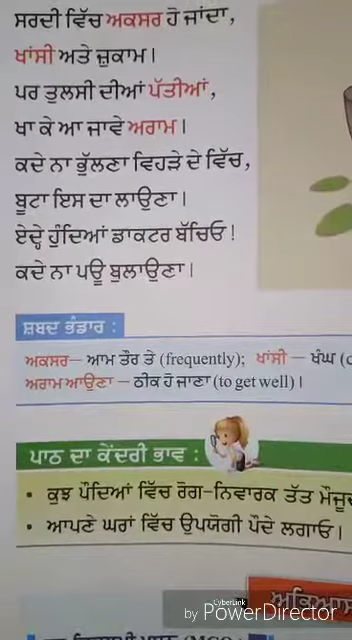 ਸਰਦੀ ਵਿੱਚ ਅਕਸਰ ਹੋ ਜਾਂਦਾ,
ਖਾਂਸੀ ਅਤੇ ਜ਼ੁਕਾਮ।
ਪਰ ਤੁਲਸੀ ਦੀਆਂ ਪੱਤੀਆਂ,
ਖਾ ਕੇ ਆ ਜਾਵੇ ਅਰਾਮ।
ਕਦੇ ਨਾ ਭੁੱਲਣਾ ਵਿਹੜੇ ਦੇ ਵਿੱਚ,
ਬੂਟਾ ਇਸ ਦਾ ਲਾਉਣਾ।
ਏਦ੍ਹੇ ਹੁੰਦਿਆਂ ਡਾਕਟਰ ਬੱਚਿਓ!
ਕਦੇ ਨਾ ਪਊ ਬੁਲਾਉਣਾ।
ਸ਼ਬਦ ਭੰਡਾਰ :
ਅਕਸਰ— ਆਮ ਤੌਰ ਤੇ (frequently); ਖਾਂਸੀ — ਖੰਘ
ਅਰਾਮ ਆਉਣਾ — ਠੀਕ ਹੋ ਜਾਣਾ (to get well)।
ਪਾਠ ਦਾ ਕੇਂਦਰੀ ਭਾਵ :
• ਕੁਝ ਪੌਦਿਆਂ ਵਿੱਚ ਰੋਗ-ਨਿਵਾਰਕ ਤੱਤ
• ਆਪਣੇ ਘਰਾਂ ਵਿੱਚ ਉਪਯੋਗੀ ਪੌਦੇ ਲਗਾਓ।
CyberLink
by PowerDirector